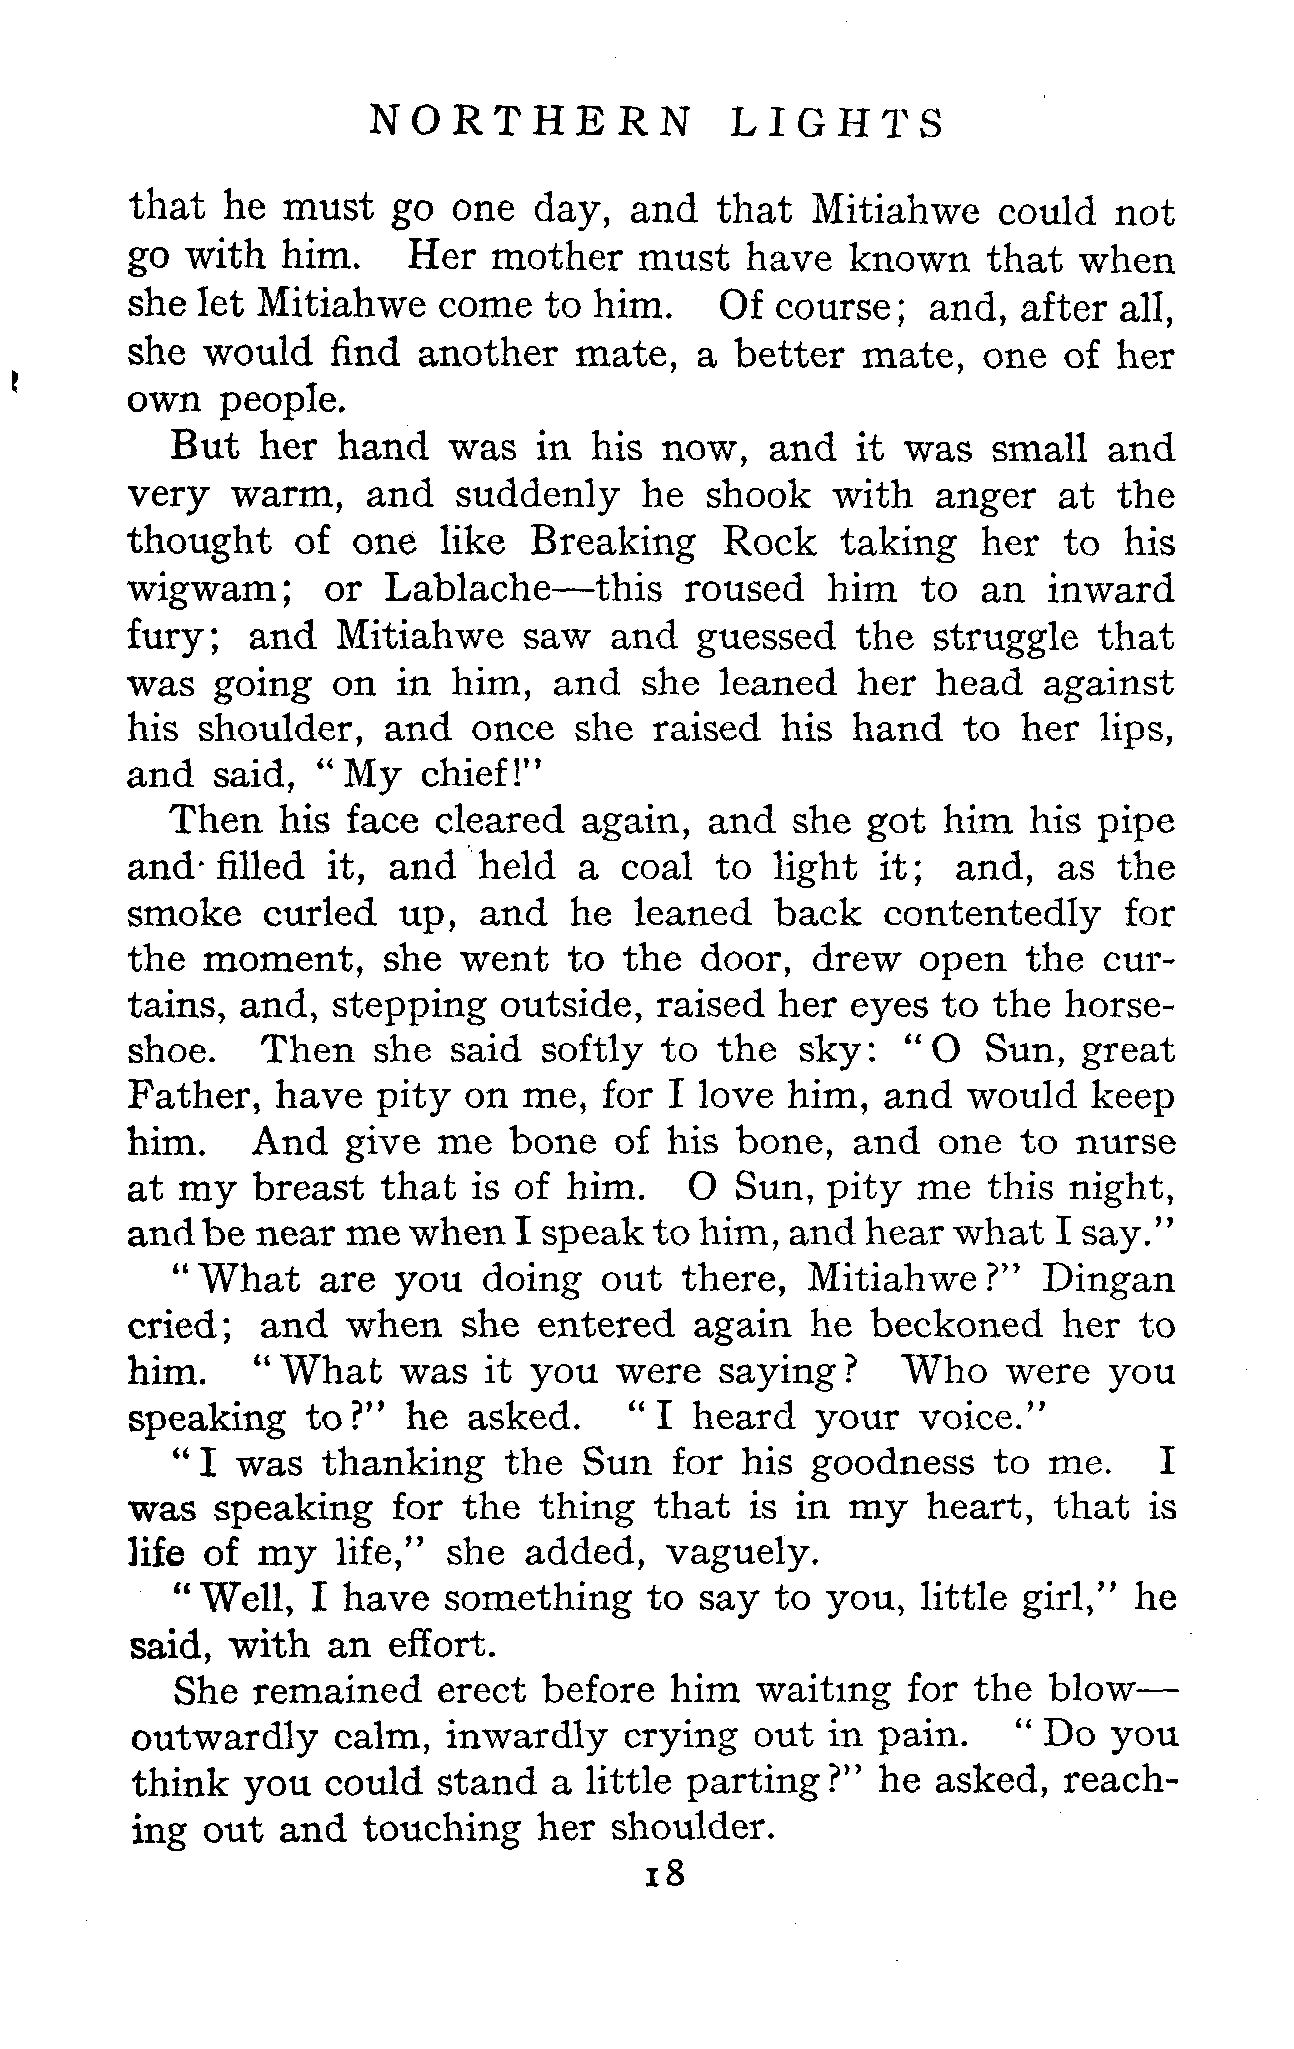 NORTHERN LIGHTS
that he must go one day, and that Mitiahwe could not
go with him. Her mother must have known that when
she let Mitiahwe come to him. Of course; and, after all,
she would find another mate, a better mate, one of her
own people.
But her hand was in his now, and it was small and
very warm, and suddenly he shook with anger at the
thought of one like Breaking Rock taking her to his
wigwam; or Lablache—this roused him to an inward
fury; and Mitiahwe saw and guessed the struggle that
was going on in him, and she leaned her head against
his shoulder, and once she raised his hand to her lips,
and said, "My chief!"
Then his face cleared again, and she got him his pipe
and filled it, and held a coal to light it; and, as the
smoke curled up, and he leaned back contentedly for
the moment, she went to the door, drew open the cur-
tains, and, stepping outside, raised her eyes to the horse-
shoe. Then she said softly to the sky: "O Sun, great
Father, have pity on me, for I love him, and would keep
him. And give me bone of his bone, and one to nurse
at my breast that is of him. O Sun, pity me this night,
and be near me when I speak to him, and hear what I say."
"What are you doing out there, Mitiahwe?" Dingan
cried; and when she entered again he beckoned her to
him. "What was it you were saying? Who were you
speaking to?" he asked. "I heard your voice."
"I was thanking the Sun for his goodness to me. I
was speaking for the thing that is in my heart, that is
life of my life," she added, vaguely.
"Well, I have something to say to you, little girl," he
said, with an effort.
She remained erect before him waiting for the blow—
outwardly calm, inwardly crying out in pain. "Do you
think you could stand a little parting?" he asked, reach-
ing out and touching her shoulder.
18